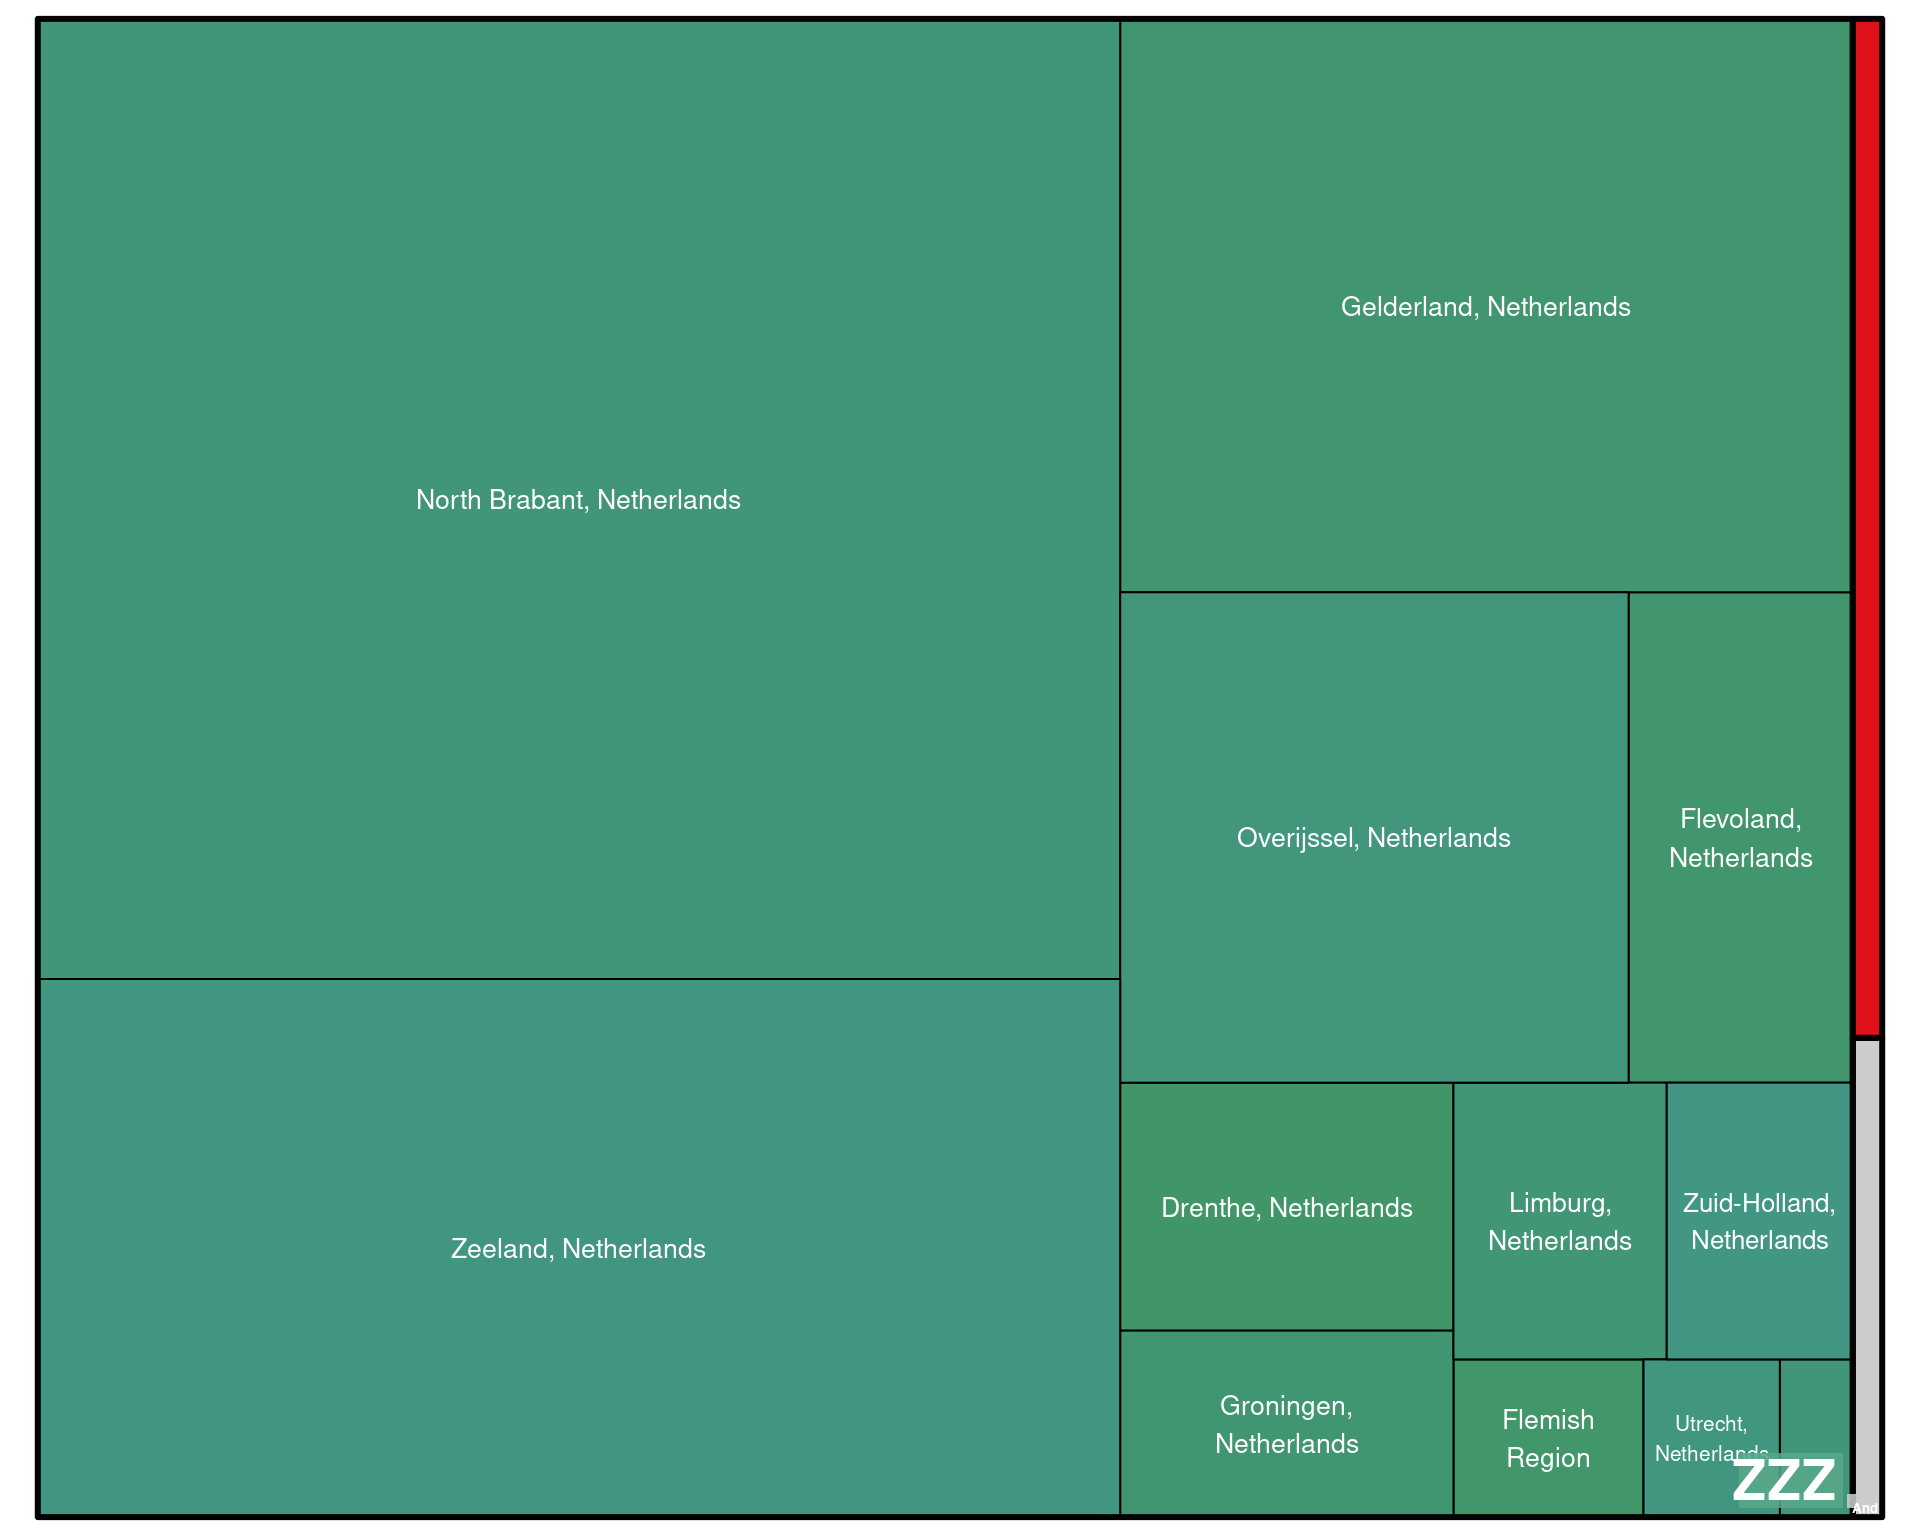 North Brabant, Netherlands
Gelderland, Netherlands
Overijssel, Netherlands
Flevoland,
Netherlands
Zeeland, Netherlands
Drenthe, Netherlands
Limburg,
Netherlands
Zuid-Holland,
Netherlands
Groningen,
Netherlands
Flemish
Region
Utrecht,
Netherlands
ZZZ
And